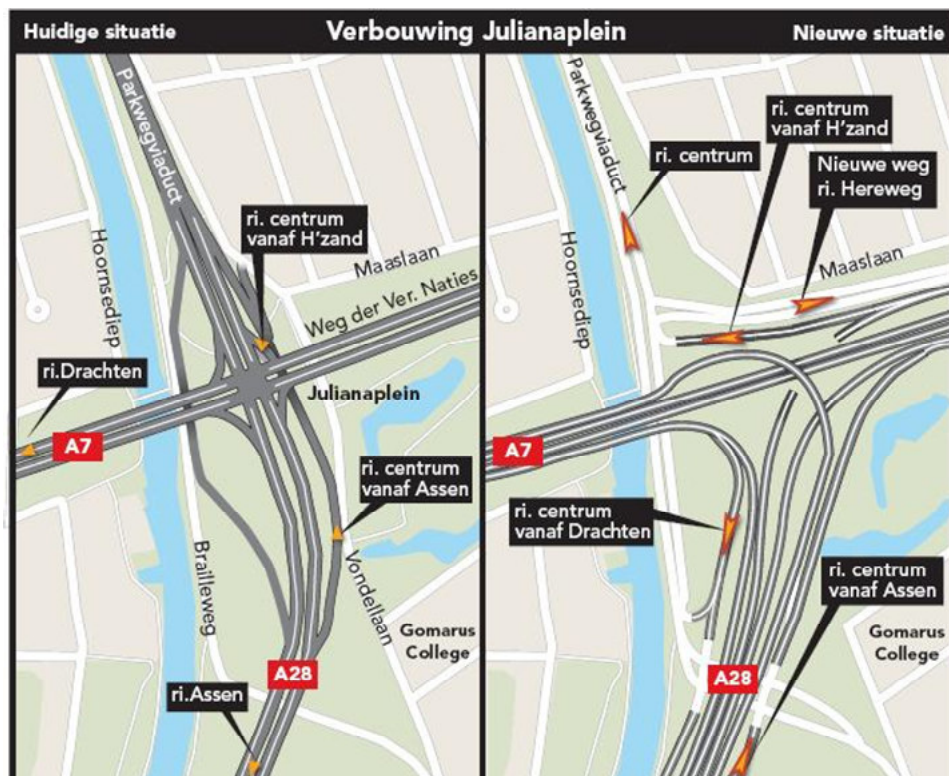 Verbouwing Julianaplein
Huidige situatie
Parkwegviaduct
ri. centrum
vanaf H'zand
Maaslaan
Hoornsediep
Weg der Ver. Naties
ri.Drachten
Julianaplein
A7
ri. centrum
vanaf Assen
Brailleweg
Vondellaan
Gomarus
College
A28
ri.Assen
Nieuwe situatie
Parkwegviaduct
ri. centrum
vanaf H'zand
ri. centrum
Nieuwe weg
ri. Hereweg
Maaslaan
Hoornsediep
A7
ri. centrum
vanaf Drachten
ri. centrum
vanaf Assen
Gomarus
College
A28